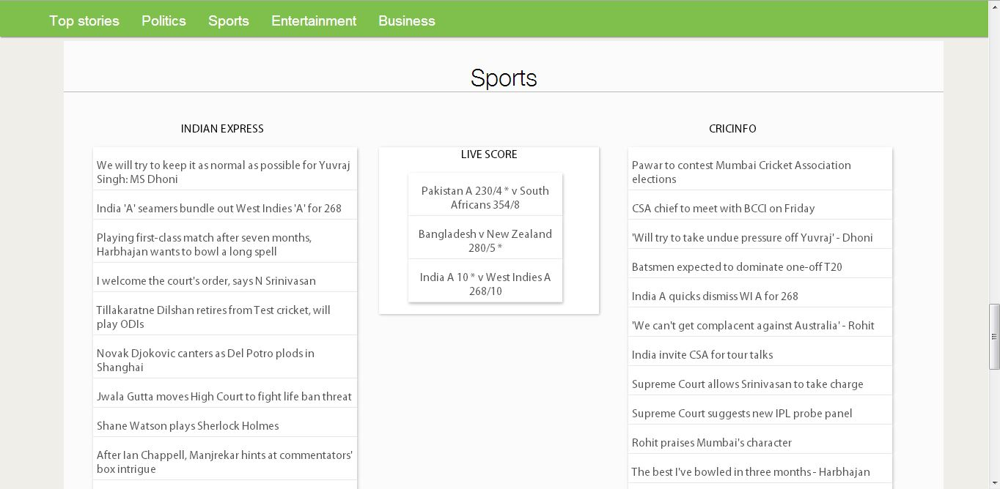 Top stories Politics Sports Entertainment Business
Sports
INDIAN EXPRESS
We will try to keep it as normal as possible for Yuvraj
Singh: MS Dhoni
India 'A' seamers bundle out West Indies 'A' for 268
Playing first-class match after seven months,
Harbhajan wants to bowl a long spell
I welcome the court's order, says N Srinivasan
Tillakaratne Dilshan retires from Test cricket, will
play ODIs
Novak Djokovic canters as Del Potro plods in
Shanghai
Jwala Gutta moves High Court to fight life ban threat
Shane Watson plays Sherlock Holmes
After Ian Chappell, Manjrekar hints at commentators'
box intrigue
LIVE SCORE
Pakistan A 230/4 * v South
Africans 354/8
Bangladesh v New Zealand
280/5 *
India A 10 * v West Indies A
268/10
CRICINFO
Pawar to contest Mumbai Cricket Association
elections
CSA chief to meet with BCCI on Friday
'Will try to take undue pressure off Yuvraj' - Dhoni
Batsmen expected to dominate one-off T20
India A quicks dismiss WI A for 268
'We can't get complacent against Australia' - Rohit
India invite CSA for tour talks
Supreme Court allows Srinivasan to take charge
Supreme Court suggests new IPL probe panel
Rohit praises Mumbai's character
The best I've bowled in three months - Harbhajan